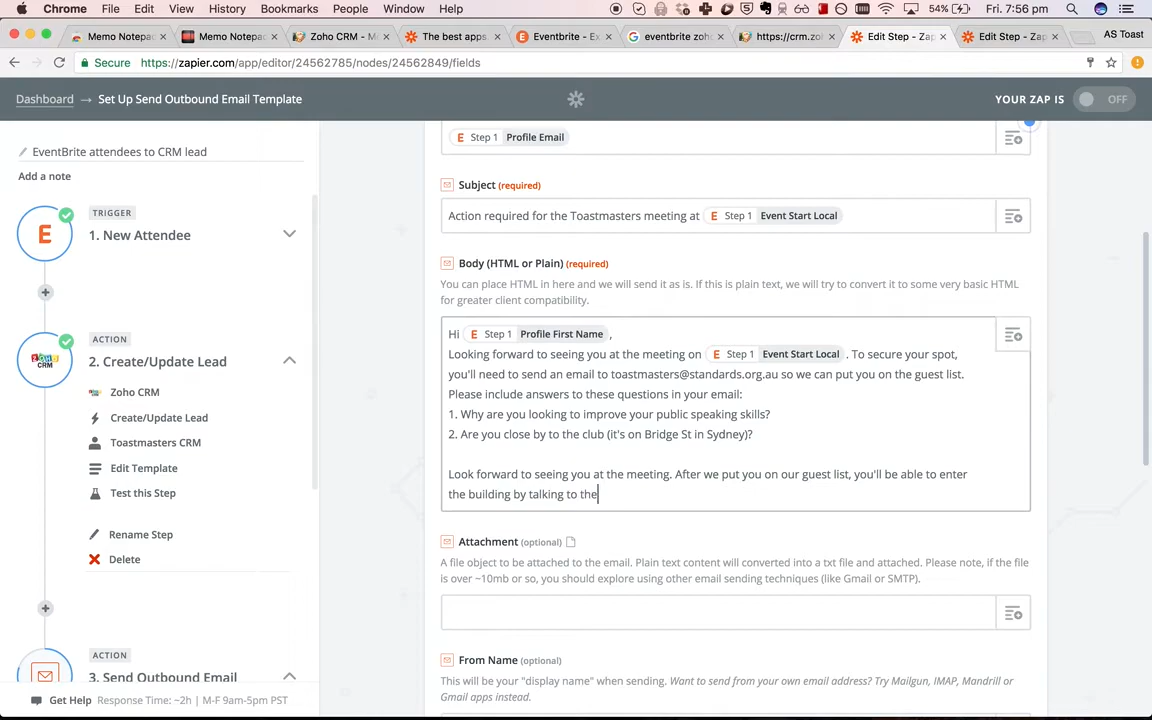 Chrome File Edit View History Bookmarks People Window Help 54% Fri. 7:56 pm
Memo Notepad Memo Notepad Zoho CRM - M The best apps. Eventbrite - Ex eventbrite zoh https://crm.zo Edit Step - Zap Edit Step - Zap AS Toast
Secure https://zapier.com/app/editor/24562785/nodes/24562849/fields
Dashboard → Set Up Send Outbound Email Template YOUR ZAP IS OFF
EventBrite attendees to CRM lead
Add a note
TRIGGER
E 1. New Attendee
ACTION
ZOHO CRM 2. Create/Update Lead
Zoho CRM
Create/Update Lead
Toastmasters CRM
Edit Template
Test this Step
Rename Step
Delete
ACTION
3. Send Outbound Email
Get Help Response Time: ~2h | M-F 9am-5pm PST
E Step 1 Profile Email
Subject (required)
Action required for the Toastmasters meeting at E Step 1 Event Start Local
Body (HTML or Plain) (required)
You can place HTML in here and we will send it as is. If this is plain text, we will try to convert it to some very basic HTML
for greater client compatibility.
Hi E Step 1 Profile First Name ,
Looking forward to seeing you at the meeting on E Step 1 Event Start Local . To secure your spot,
you'll need to send an email to toastmasters@standards.org.au so we can put you on the guest list.
Please include answers to these questions in your email:
1. Why are you looking to improve your public speaking skills?
2. Are you close by to the club (it's on Bridge St in Sydney)?
Look forward to seeing you at the meeting. After we put you on our guest list, you'll be able to enter
the building by talking to the
Attachment (optional)
A file object to be attached to the email. Plain text content will converted into a txt file and attached. Please note, if the file
is over ~10mb or so, you should explore using other email sending techniques (like Gmail or SMTP).
From Name (optional)
This will be your "display name" when sending. Want to send from your own email address? Try Mailgun, IMAP, Mandrill or
Gmail apps instead.